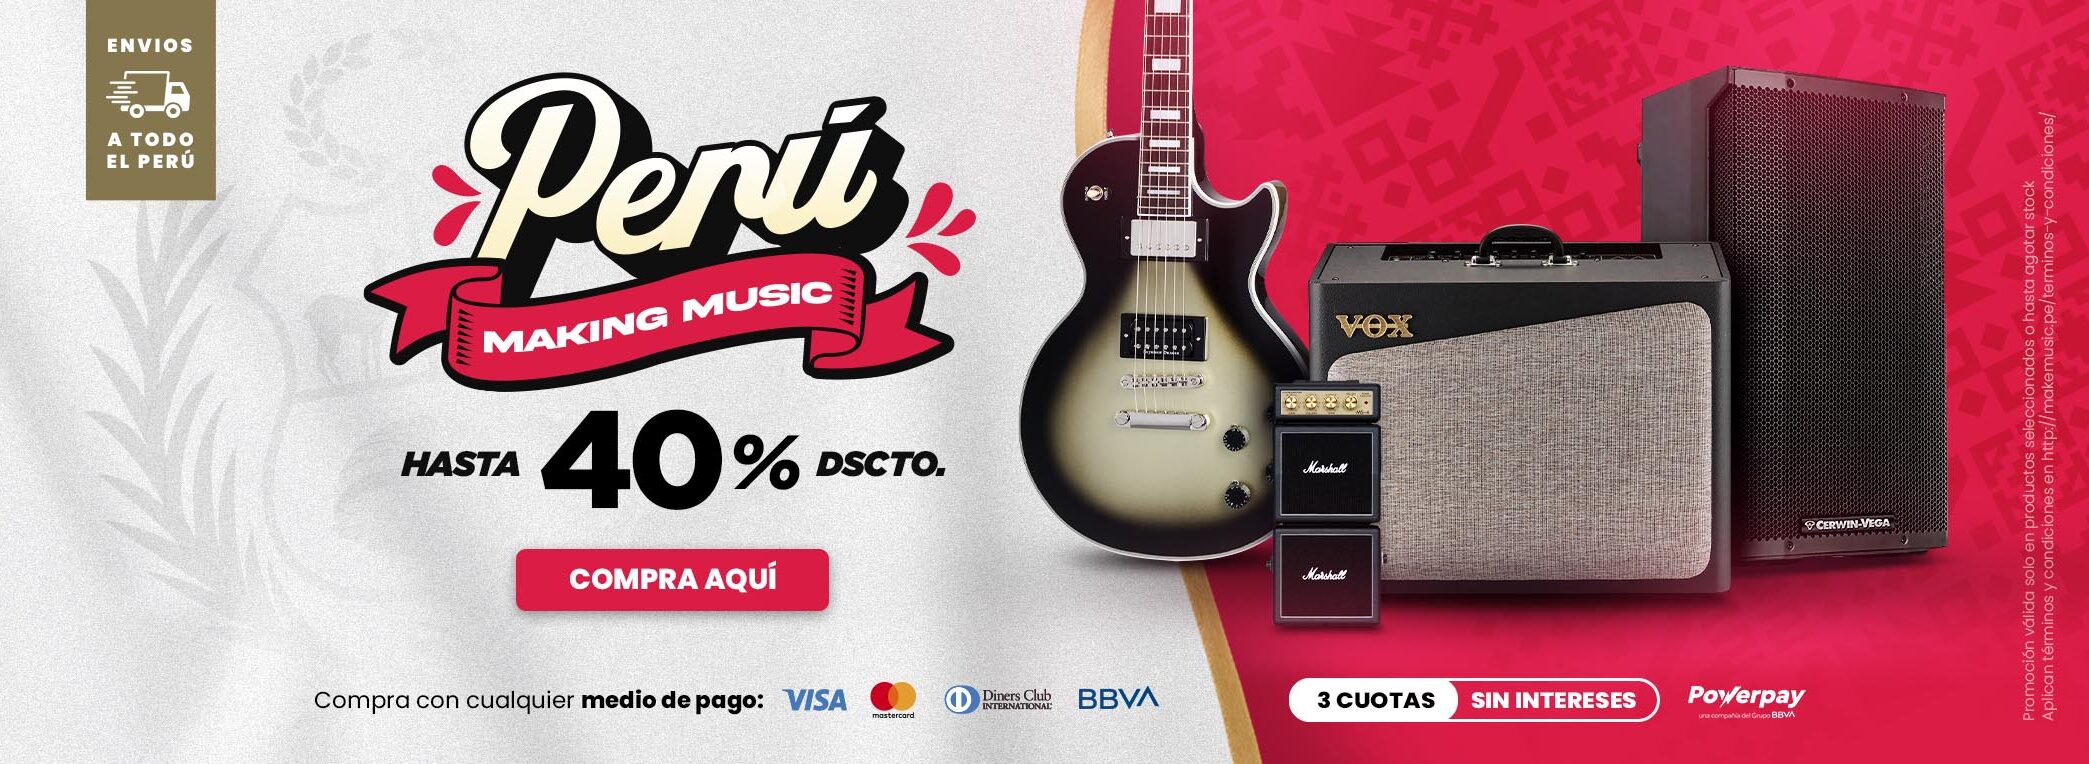 ENVIOS
A TODO
EL PERÚ
Perú
MAKING MUSIC
HASTA 40% DSCTO.
COMPRA AQUÍ
Compra con cualquier medio de pago: VISA mastercard Diners Club INTERNATIONAL BBVA
VOX
Marshall
Marshall
CERWIN-VEGA
3 CUOTAS SIN INTERESES
Powerpay
una compañía del Grupo BBVA
Promoción válida solo en productos seleccionados o hasta agotar stock
Aplican términos y condiciones en http://makemusic.pe/terminos-y-condiciones/